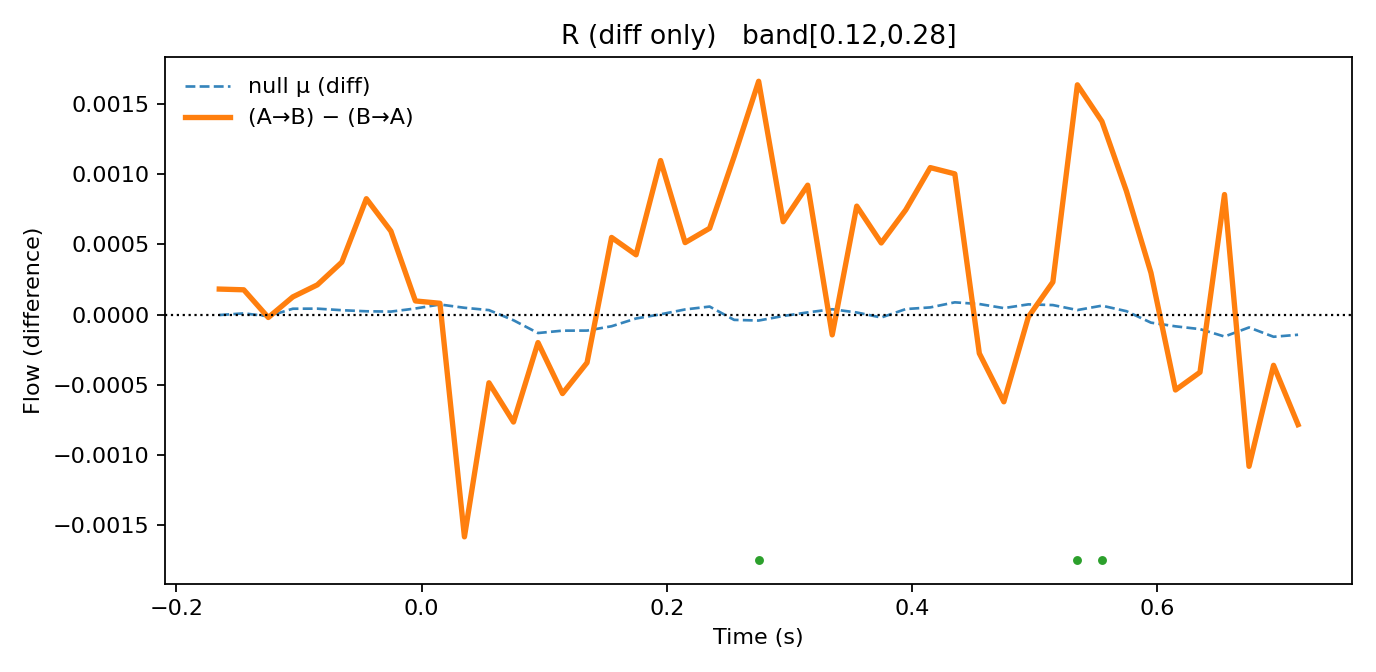 R (diff only)   band[0.12,0.28]
null µ (diff)
(A→B) − (B→A)
Flow (difference)
0.0015
0.0010
0.0005
0.0000
−0.0005
−0.0010
−0.0015
−0.2 0.0 0.2 0.4 0.6
Time (s)